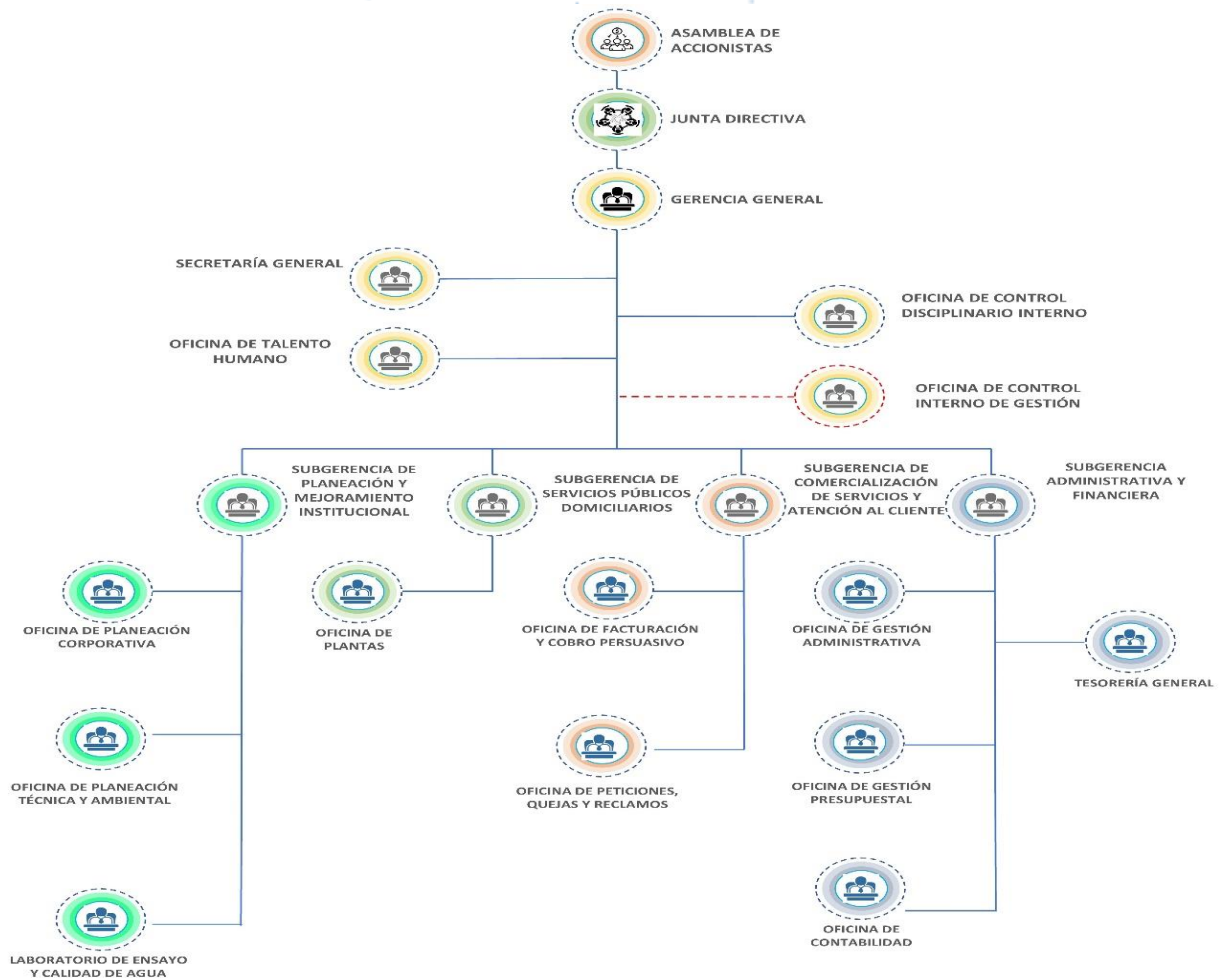 ASAMBLEA DE
ACCIONISTAS
JUNTA DIRECTIVA
GERENCIA GENERAL
SECRETARÍA GENERAL
OFICINA DE CONTROL
DISCIPLINARIO INTERNO
OFICINA DE TALENTO
HUMANO
OFICINA DE CONTROL
INTERNO DE GESTIÓN
SUBGERENCIA DE
PLANEACIÓN Y
MEJORAMIENTO
INSTITUCIONAL
SUBGERENCIA DE
SERVICIOS PÚBLICOS
DOMICILIARIOS
SUBGERENCIA DE
COMERCIALIZACIÓN
DE SERVICIOS Y
ATENCIÓN AL CLIENTE
SUBGERENCIA
ADMINISTRATIVA Y
FINANCIERA
OFICINA DE PLANEACIÓN
CORPORATIVA
OFICINA DE
PLANTAS
OFICINA DE FACTURACIÓN
Y COBRO PERSUASIVO
OFICINA DE GESTIÓN
ADMINISTRATIVA
TESORERÍA GENERAL
OFICINA DE PLANEACIÓN
TÉCNICA Y AMBIENTAL
OFICINA DE PETICIONES,
QUEJAS Y RECLAMOS
OFICINA DE GESTIÓN
PRESUPUESTAL
LABORATORIO DE ENSAYO
Y CALIDAD DE AGUA
OFICINA DE
CONTABILIDAD